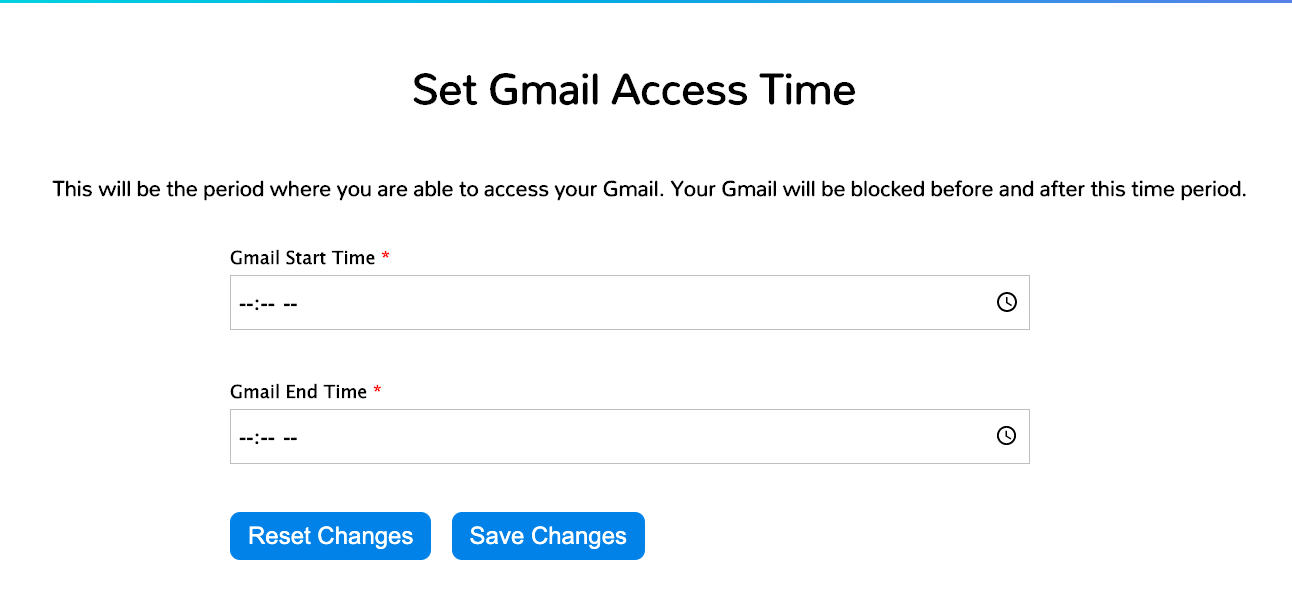 Set Gmail Access Time
This will be the period where you are able to access your Gmail. Your Gmail will be blocked before and after this time period.
Gmail Start Time *
--:-- --
Gmail End Time *
--:-- --
Reset Changes Save Changes